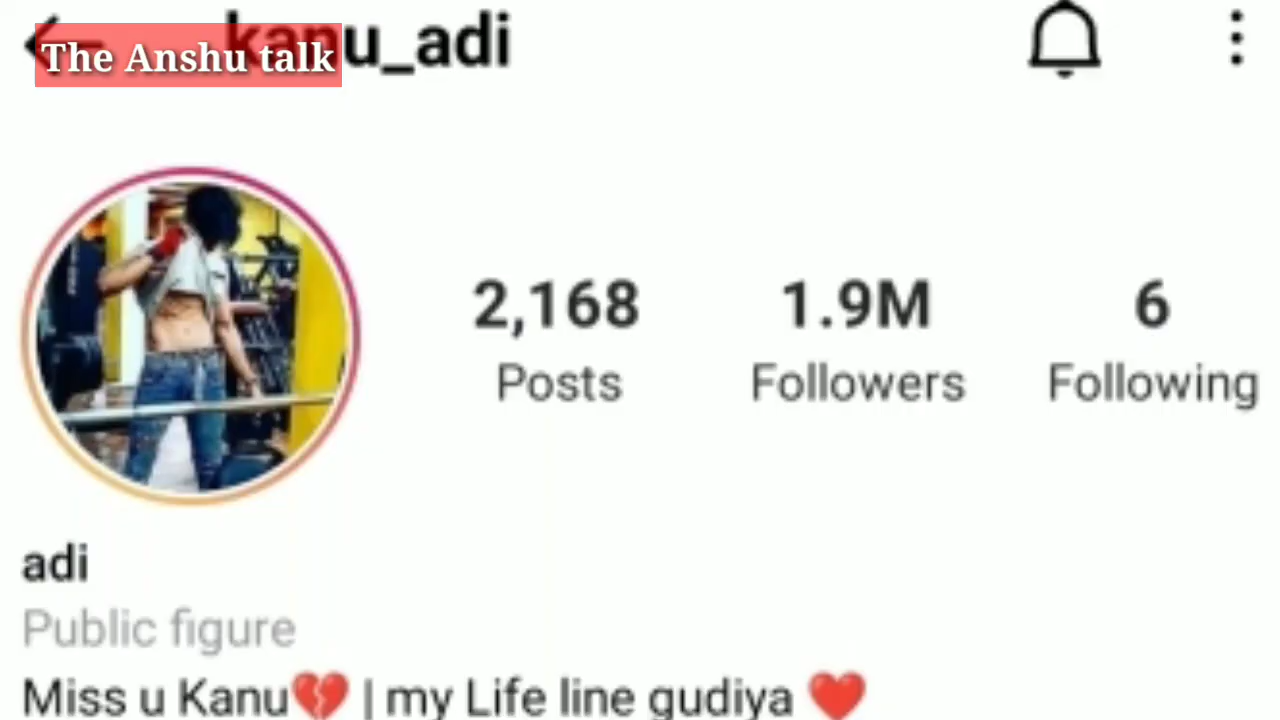 The Anshu talk
kanu_adi
2,168 1.9M 6
Posts Followers Following
adi
Public figure
Miss u Kanu💔 | my Life line gudiya ❤️